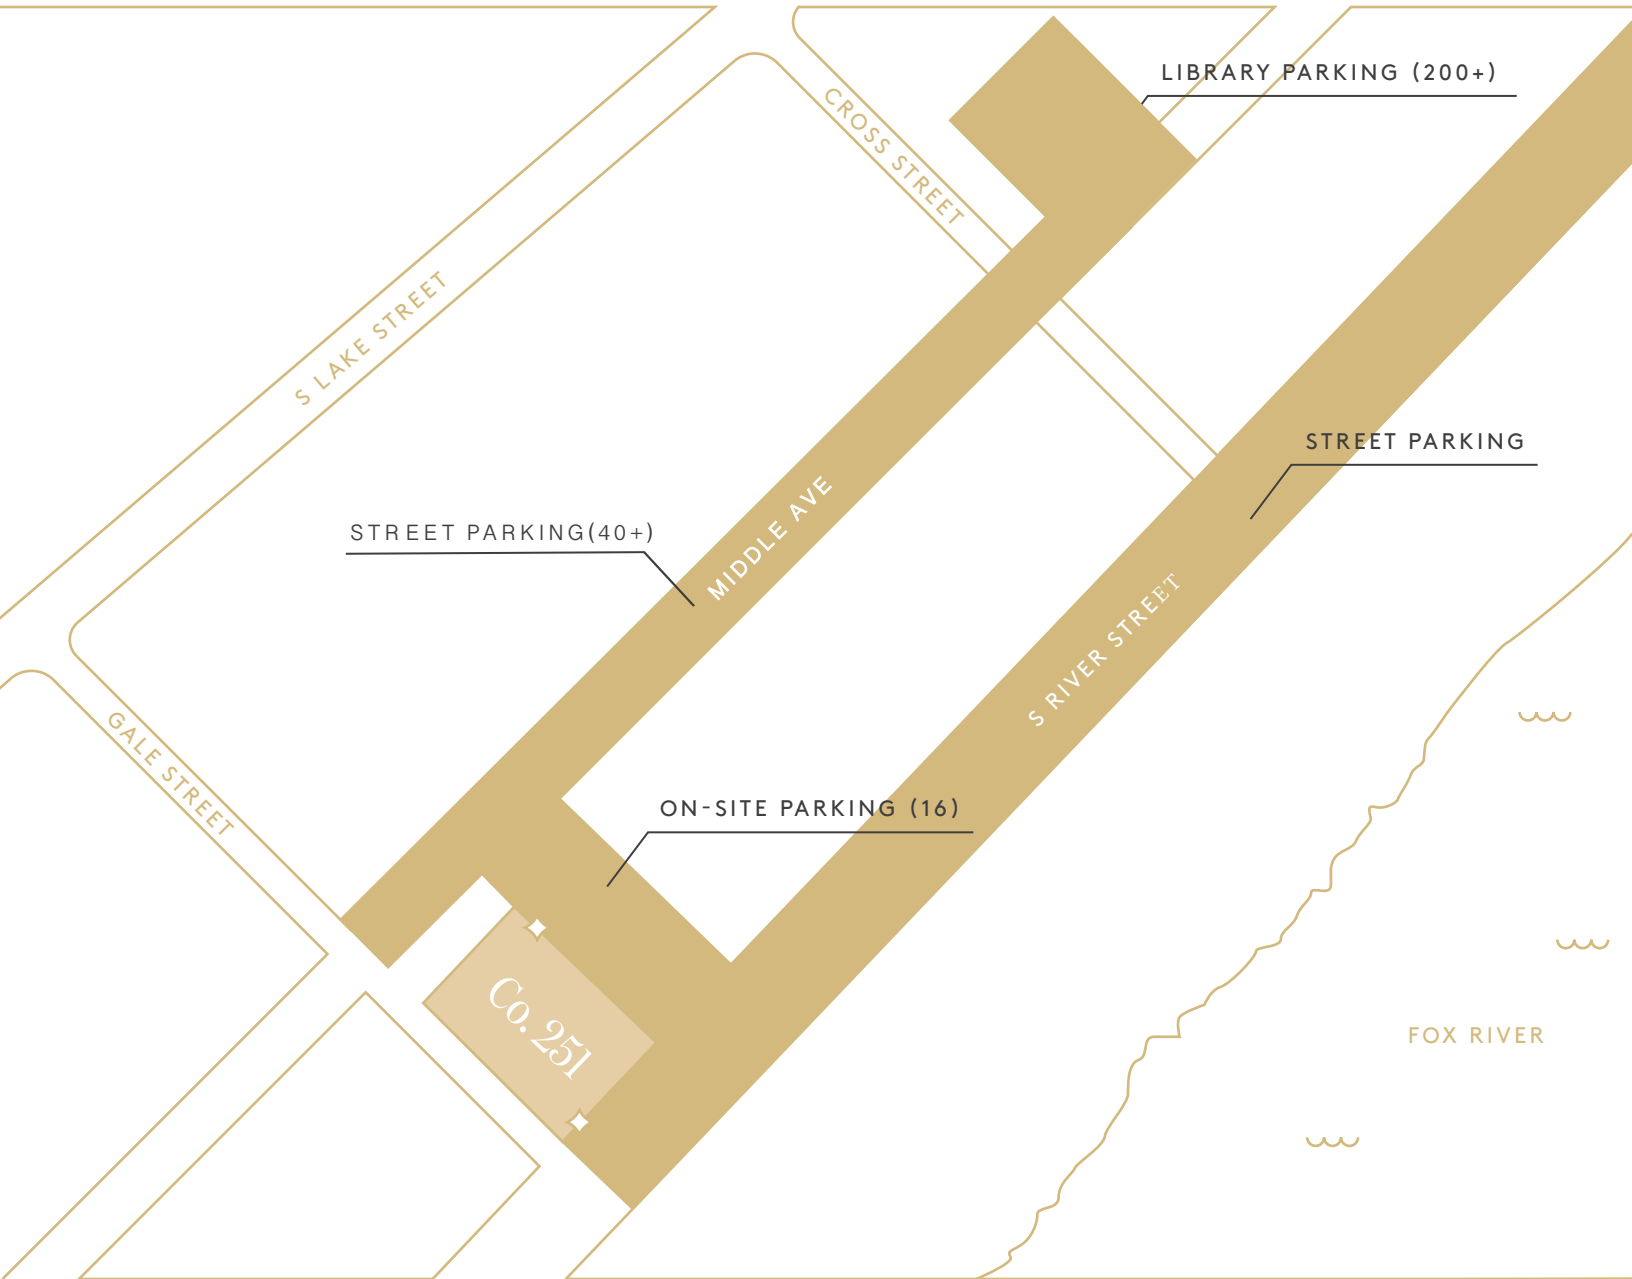 LIBRARY PARKING (200+)
CROSS STREET
S LAKE STREET
STREET PARKING
MIDDLE AVE
STREET PARKING(40+)
S RIVER STREET
GALE STREET
ON-SITE PARKING (16)
Co. 251
FOX RIVER